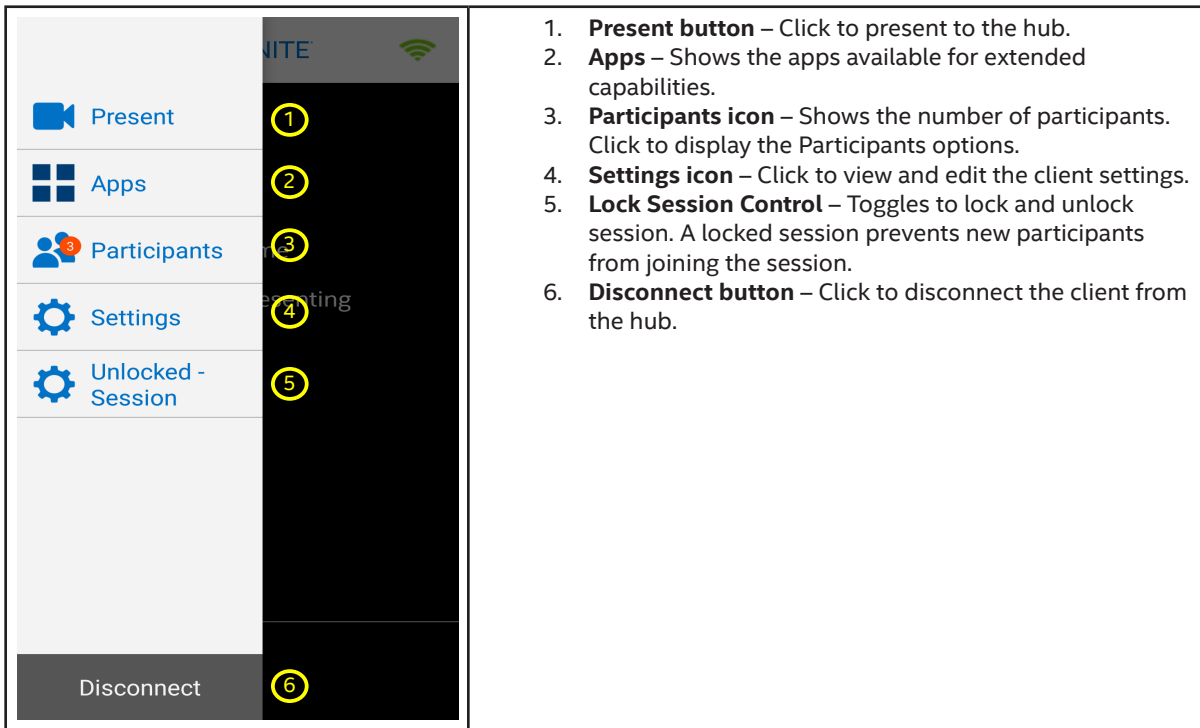 NITE
Present
1
Apps
2
3
Participants
3
Settings
esenting
4
Unlocked -
Session
5
Disconnect
6
1. Present button – Click to present to the hub.
2. Apps – Shows the apps available for extended
capabilities.
3. Participants icon – Shows the number of participants.
Click to display the Participants options.
4. Settings icon – Click to view and edit the client settings.
5. Lock Session Control – Toggles to lock and unlock
session. A locked session prevents new participants
from joining the session.
6. Disconnect button – Click to disconnect the client from
the hub.